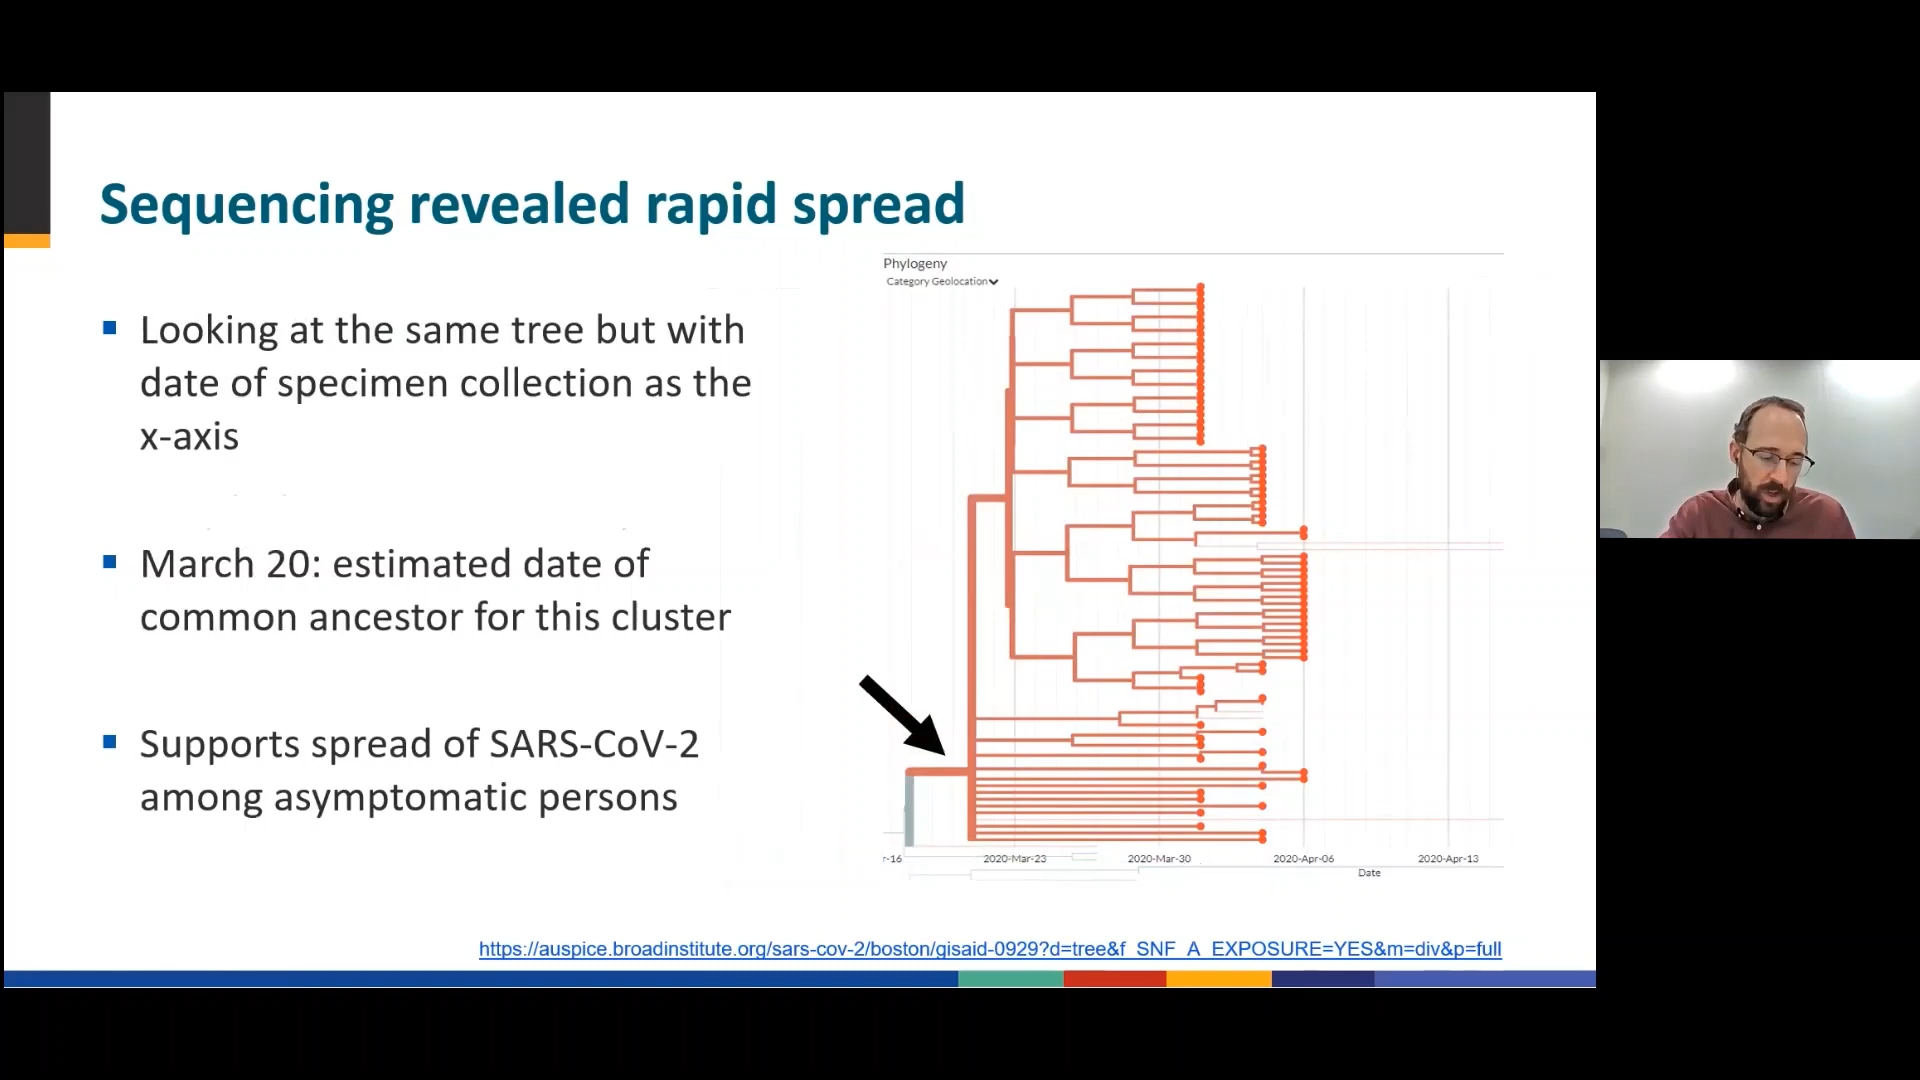 Sequencing revealed rapid spread
Looking at the same tree but with
date of specimen collection as the
x-axis
March 20: estimated date of
common ancestor for this cluster
Supports spread of SARS-CoV-2
among asymptomatic persons
Phylogeny
Category Geolocation
r-16
2020-Mar-23
2020-Mar-30
2020-Apr-06
2020-Apr-13
Date
https://auspice.broadinstitute.org/sars-cov-2/boston/gisaid-0929?d=tree&f_SNF_A_EXPOSURE=YES&m=div&p=full